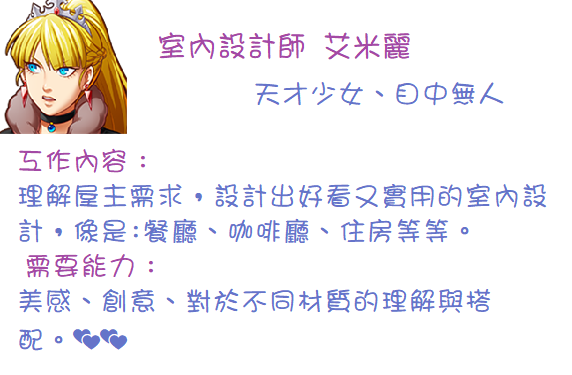 室內設計師 艾米麗
天才少女、目中無人
工作內容：
理解屋主需求，設計出好看又實用的室內設
計，像是:餐廳、咖啡廳、住房等等。
需要能力：
美感、創意、對於不同材質的理解與搭
配。